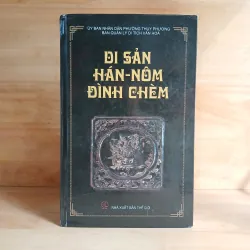 ỦY BAN NHÂN DÂN PHƯỜNG THỤY PHƯƠNG
BAN QUẢN LÝ DI TÍCH VĂN HOÁ
DI SẢN
HÁN-NÔM
ĐÌNH CHÈM
NHÀ XUẤT BẢN THẾ GIỚI